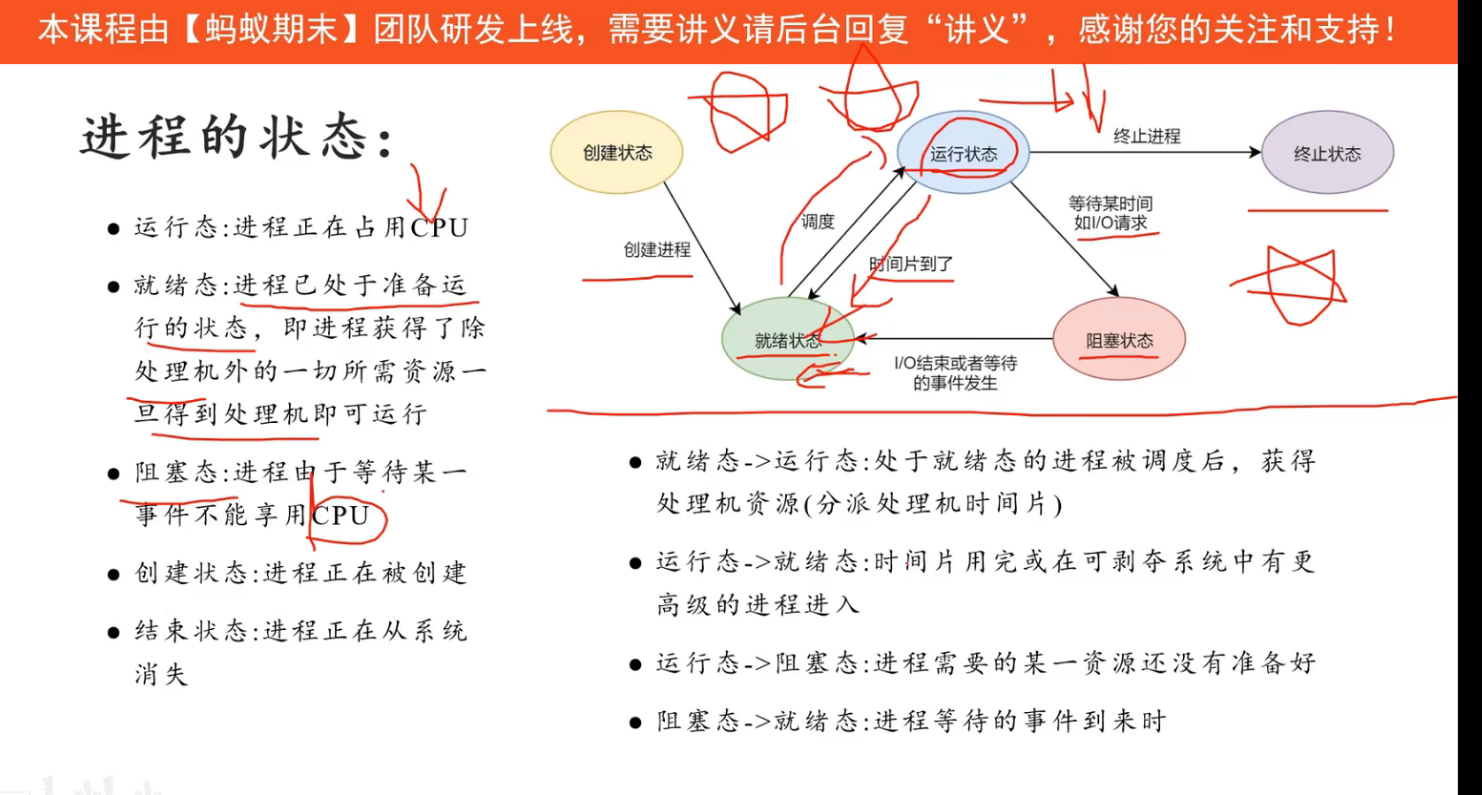 本课程由【蚂蚁期末】团队研发上线，需要讲义请后台回复“讲义”，感谢您的关注和支持！
进程的状态：
● 运行态:进程正在占用CPU
● 就绪态:进程已处于准备运
行的状态，即进程获得了除
处理机外的一切所需资源一
旦得到处理机即可运行
● 阻塞态:进程由于等待某一
事件不能享用CPU
● 创建状态:进程正在被创建
● 结束状态:进程正在从系统
消失
创建状态
运行状态
终止进程
终止状态
创建进程
调度
时间片到了
等待某时间
如I/O请求
就绪状态
阻塞状态
I/O结束或者等待
的事件发生
● 就绪态->运行态:处于就绪态的进程被调度后，获得
处理机资源(分派处理机时间片)
● 运行态->就绪态:时间片用完或在可剥夺系统中有更
高级的进程进入
● 运行态->阻塞态:进程需要的某一资源还没有准备好
● 阻塞态->就绪态:进程等待的事件到来时